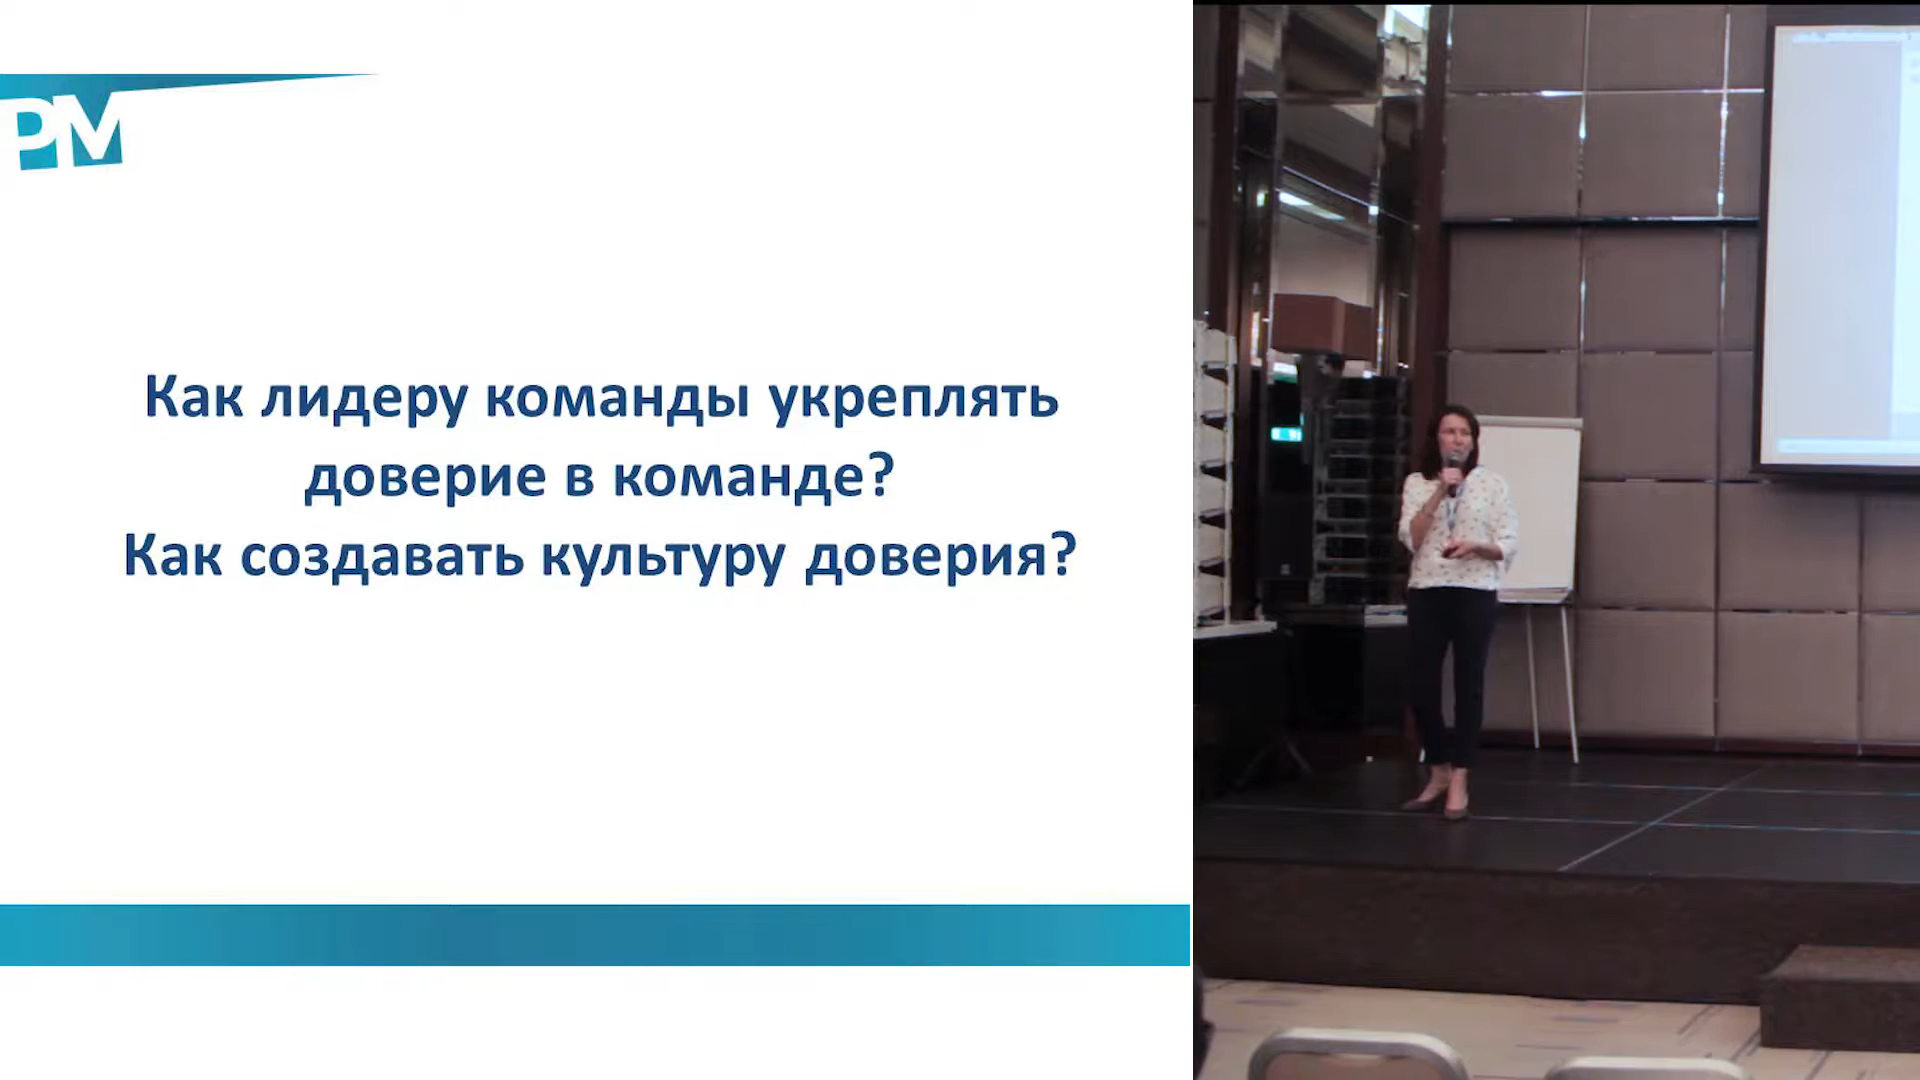 PM
Как лидеру команды укреплять
доверие в команде?
Как создавать культуру доверия?